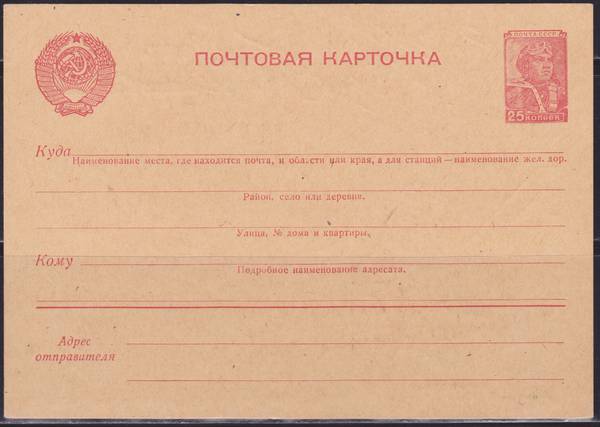 ПОЧТОВАЯ КАРТОЧКА
ПОЧТА СССР
25 КОПЕЕК
Куда
Наименование места, где находится почта, и области или края, а для станций — наименование жел. дор.
Район, село или деревня.
Улица, № дома и квартиры.
Кому
Подробное наименование адресата.
Адрес
отправителя